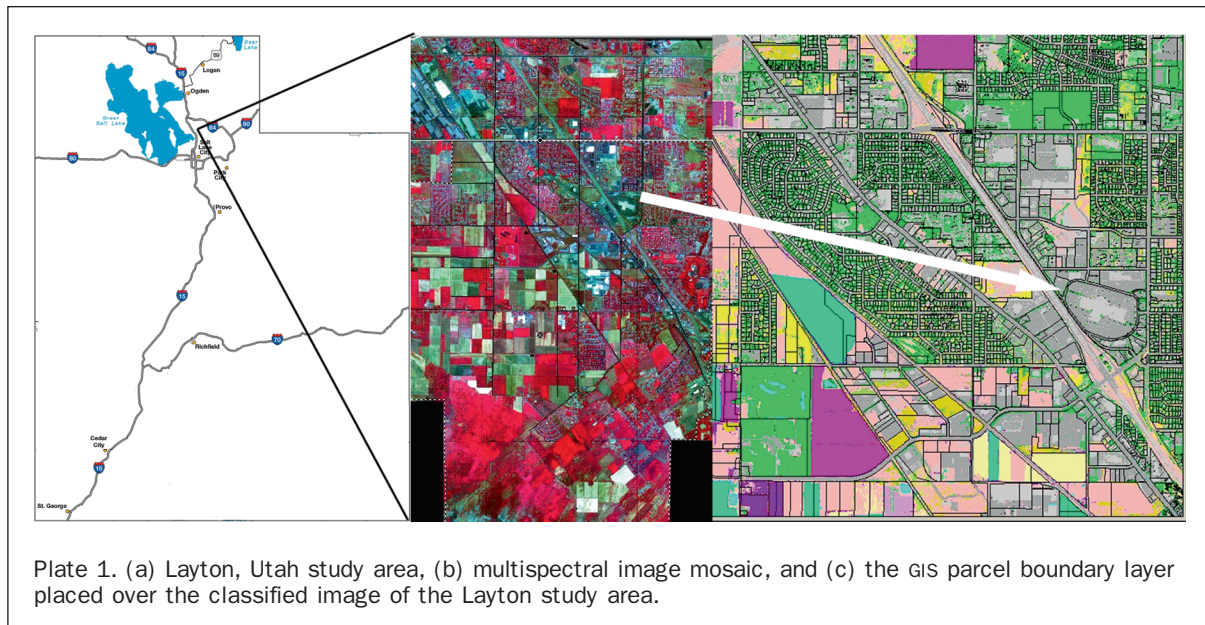 Bear
Lake
84
89
15
Logan
Ogden
Great
Salt Lake
84
80
Salt
Lake
City
80
Park
City
Provo
15
70
Richfield
Cedar
City
15
St. George
Plate 1. (a) Layton, Utah study area, (b) multispectral image mosaic, and (c) the GIS parcel boundary layer
placed over the classified image of the Layton study area.